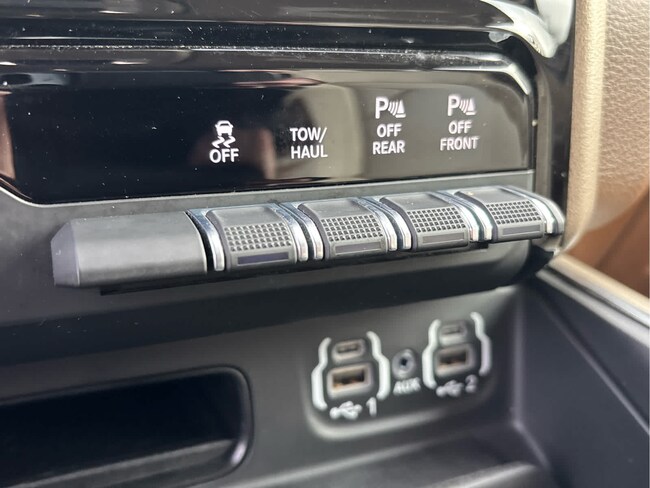 OFF
TOW/
HAUL
P
OFF
REAR
P
OFF
FRONT
1
AUX
2